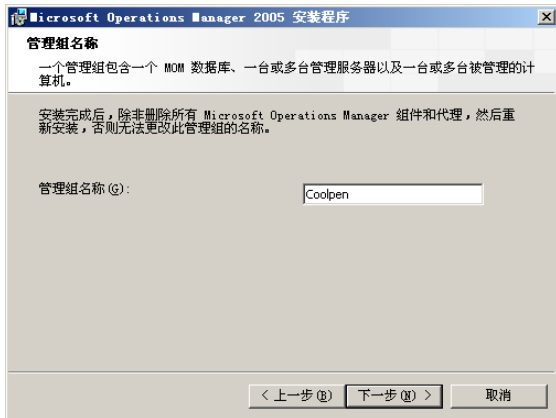 Microsoft Operations Manager 2005 安装程序
管理组名称
一个管理组包含一个 MOM 数据库、一台或多台管理服务器以及一台或多台被管理的计
算机。
安装完成后，除非删除所有 Microsoft Operations Manager 组件和代理，然后重
新安装，否则无法更改此管理组的名称。
管理组名称(G): Coolpen
< 上一步(B) 下一步(N) > 取消